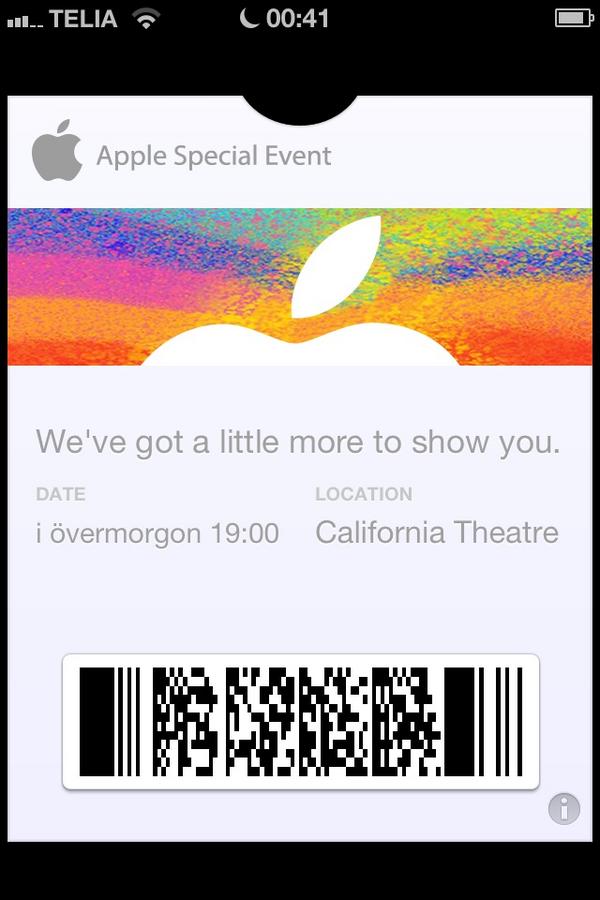 TELIA 00:41
Apple Special Event
We've got a little more to show you.
DATE LOCATION
i övermorgon 19:00 California Theatre